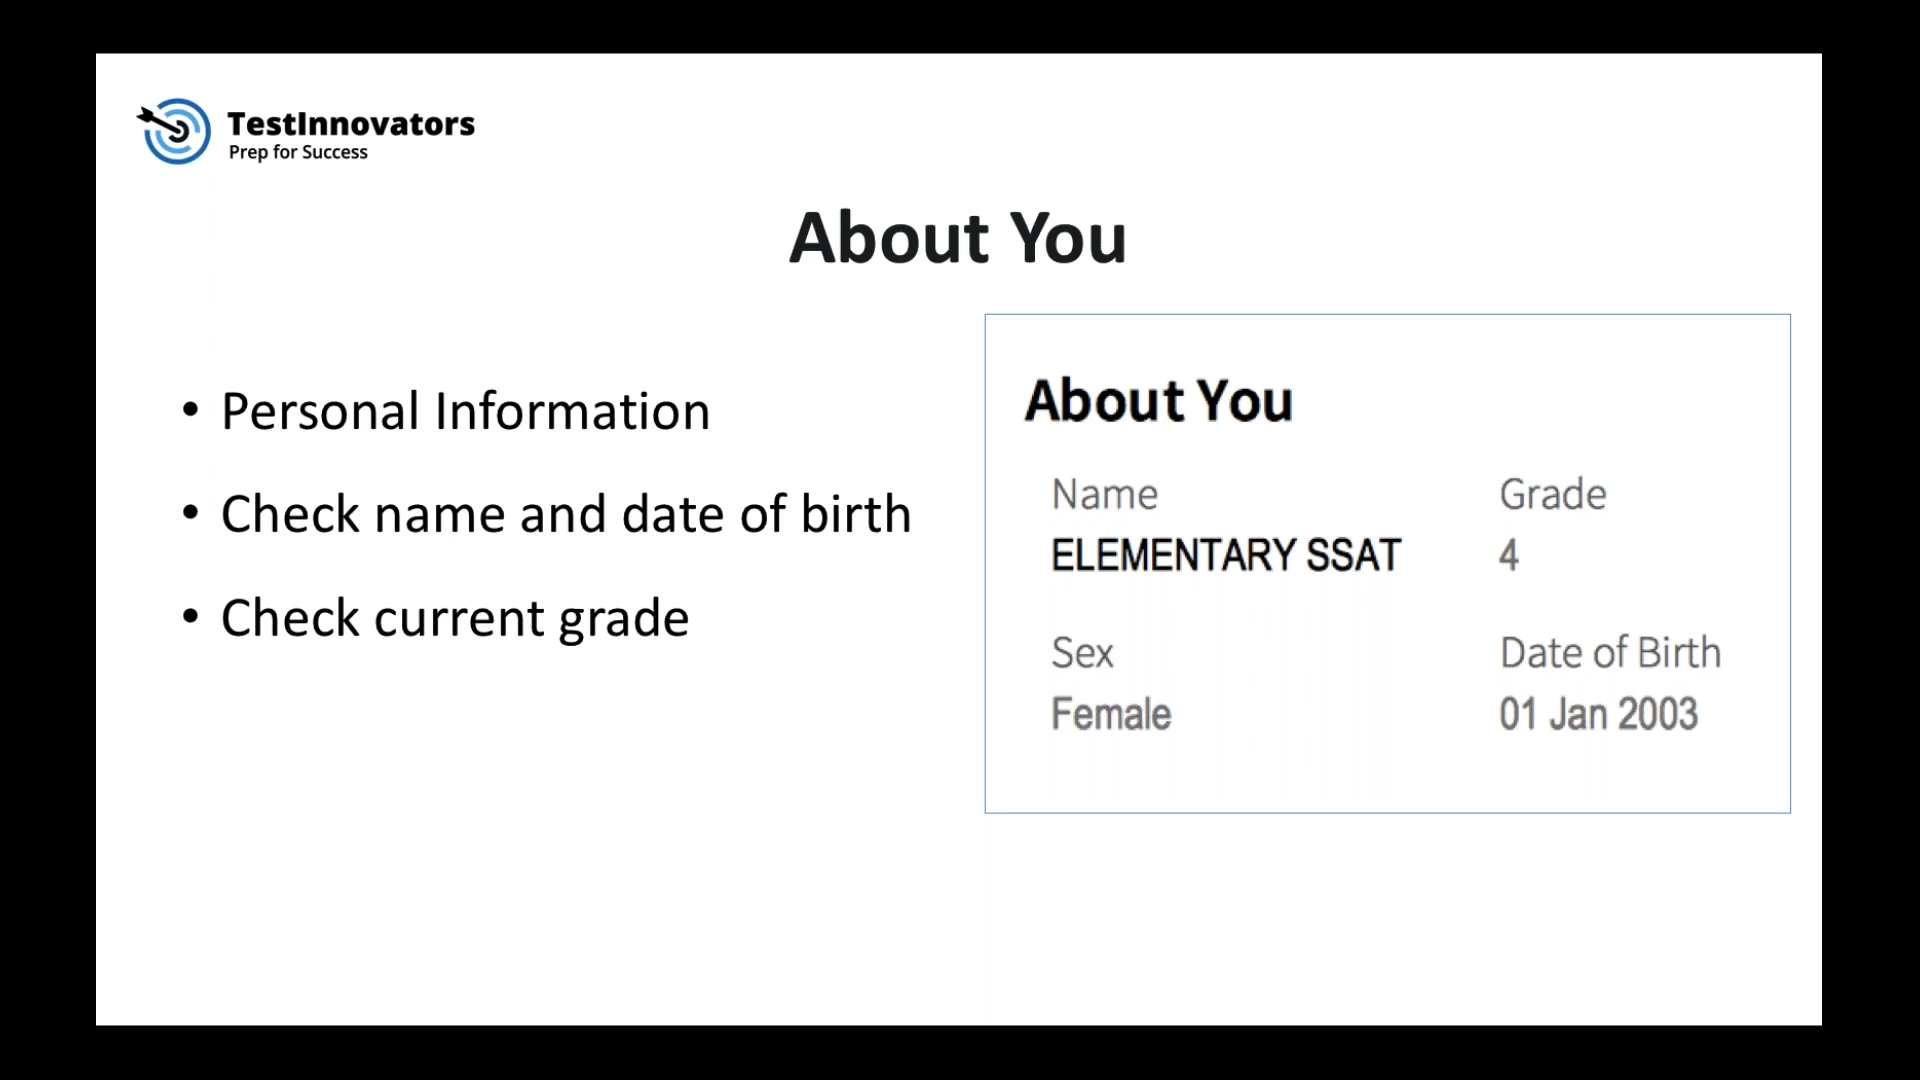 TestInnovators
Prep for Success
About You
• Personal Information
• Check name and date of birth
• Check current grade
About You
Name Grade
ELEMENTARY SSAT 4
Sex Date of Birth
Female 01 Jan 2003